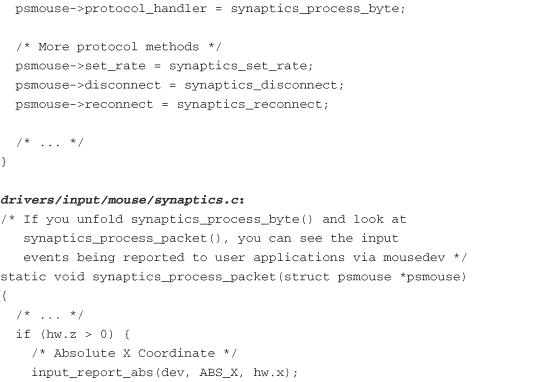 psmouse->protocol_handler = synaptics_process_byte;
/* More protocol methods */
psmouse->set_rate = synaptics_set_rate;
psmouse->disconnect = synaptics_disconnect;
psmouse->reconnect = synaptics_reconnect;
/* ... */
}
drivers/input/mouse/synaptics.c:
/* If you unfold synaptics_process_byte() and look at
synaptics_process_packet(), you can see the input
events being reported to user applications via mousedev */
static void synaptics_process_packet(struct psmouse *psmouse)
{
/* ... */
if (hw.z > 0) {
/* Absolute X Coordinate */
input_report_abs(dev, ABS_X, hw.x);